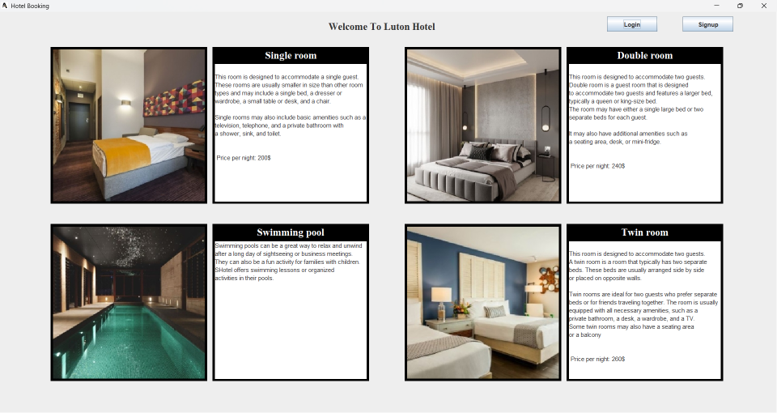 Hotel Booking
Welcome To Luton Hotel
Login
Signup
Single room
This room is designed to accommodate a single guest.
These rooms are usually smaller in size than other room
types and may include a single bed, a dresser or
wardrobe, a small table or desk, and a chair.
Single rooms may also include basic amenities such as a
television, telephone, and a private bathroom with
a shower, sink, and toilet.
Price per night: 200$
Double room
This room is designed to accommodate two guests.
Double room is a guest room that is designed
to accommodate two guests and features a larger bed,
typically a queen or king-size bed.
The room may have either a single large bed or two
separate beds for each guest.
It may also have additional amenities such as
a seating area, desk, or mini-fridge.
Price per night: 240$
Swimming pool
Swimming pools can be a great way to relax and unwind
after a long day of sightseeing or business meetings.
They can also be a fun activity for families with children.
SHotel offers swimming lessons or organized
activities in their pools.
Twin room
This room is designed to accommodate two guests.
A twin room is a room that typically has two separate
beds. These beds are usually arranged side by side
or placed on opposite walls.
Twin rooms are ideal for two guests who prefer separate
beds or for friends traveling together. The room is usually
equipped with all necessary amenities, such as a
private bathroom, a desk, a wardrobe, and a TV.
Some twin rooms may also have a seating area
or a balcony
Price per night: 260$